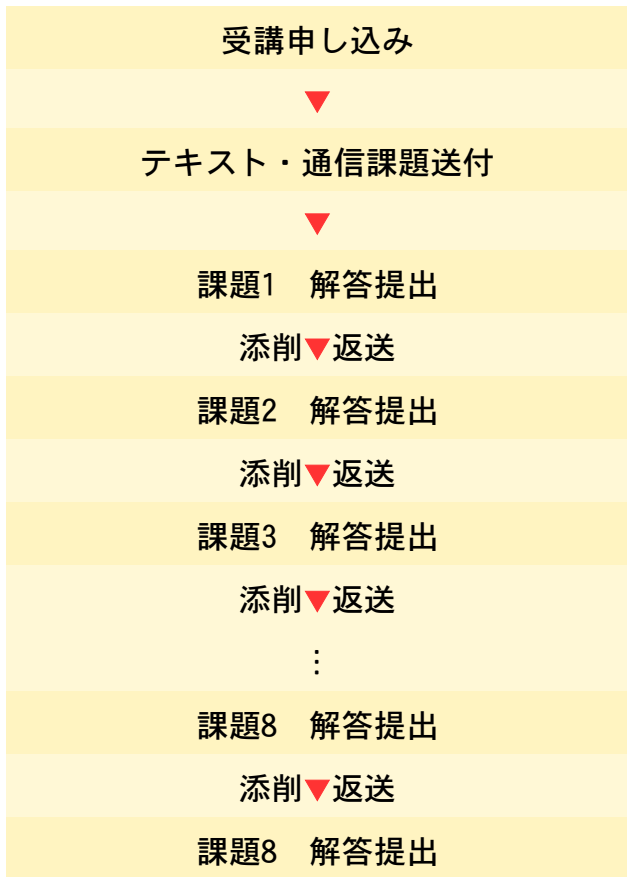 受講申し込み
▼
テキスト・通信課題送付
▼
課題1　解答提出
添削▼返送
課題2　解答提出
添削▼返送
課題3　解答提出
添削▼返送
⋮
課題8　解答提出
添削▼返送
課題8　解答提出